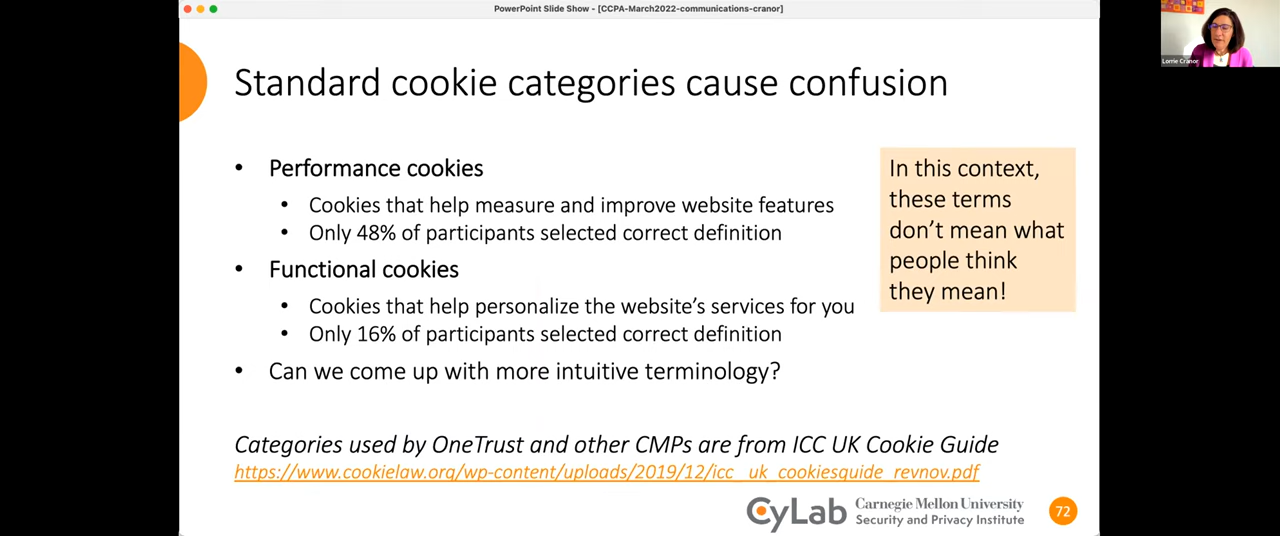 PowerPoint Slide Show - [CCPA-March2022-communications-cranor]
Lorrie Cranor
Standard cookie categories cause confusion
• Performance cookies
• Cookies that help measure and improve website features
• Only 48% of participants selected correct definition
• Functional cookies
• Cookies that help personalize the website's services for you
• Only 16% of participants selected correct definition
• Can we come up with more intuitive terminology?
In this context,
these terms
don't mean what
people think
they mean!
Categories used by OneTrust and other CMPs are from ICC UK Cookie Guide
https://www.cookielaw.org/wp-content/uploads/2019/12/icc_uk_cookiesguide_revnov.pdf
CyLab
Carnegie Mellon University
Security and Privacy Institute
72